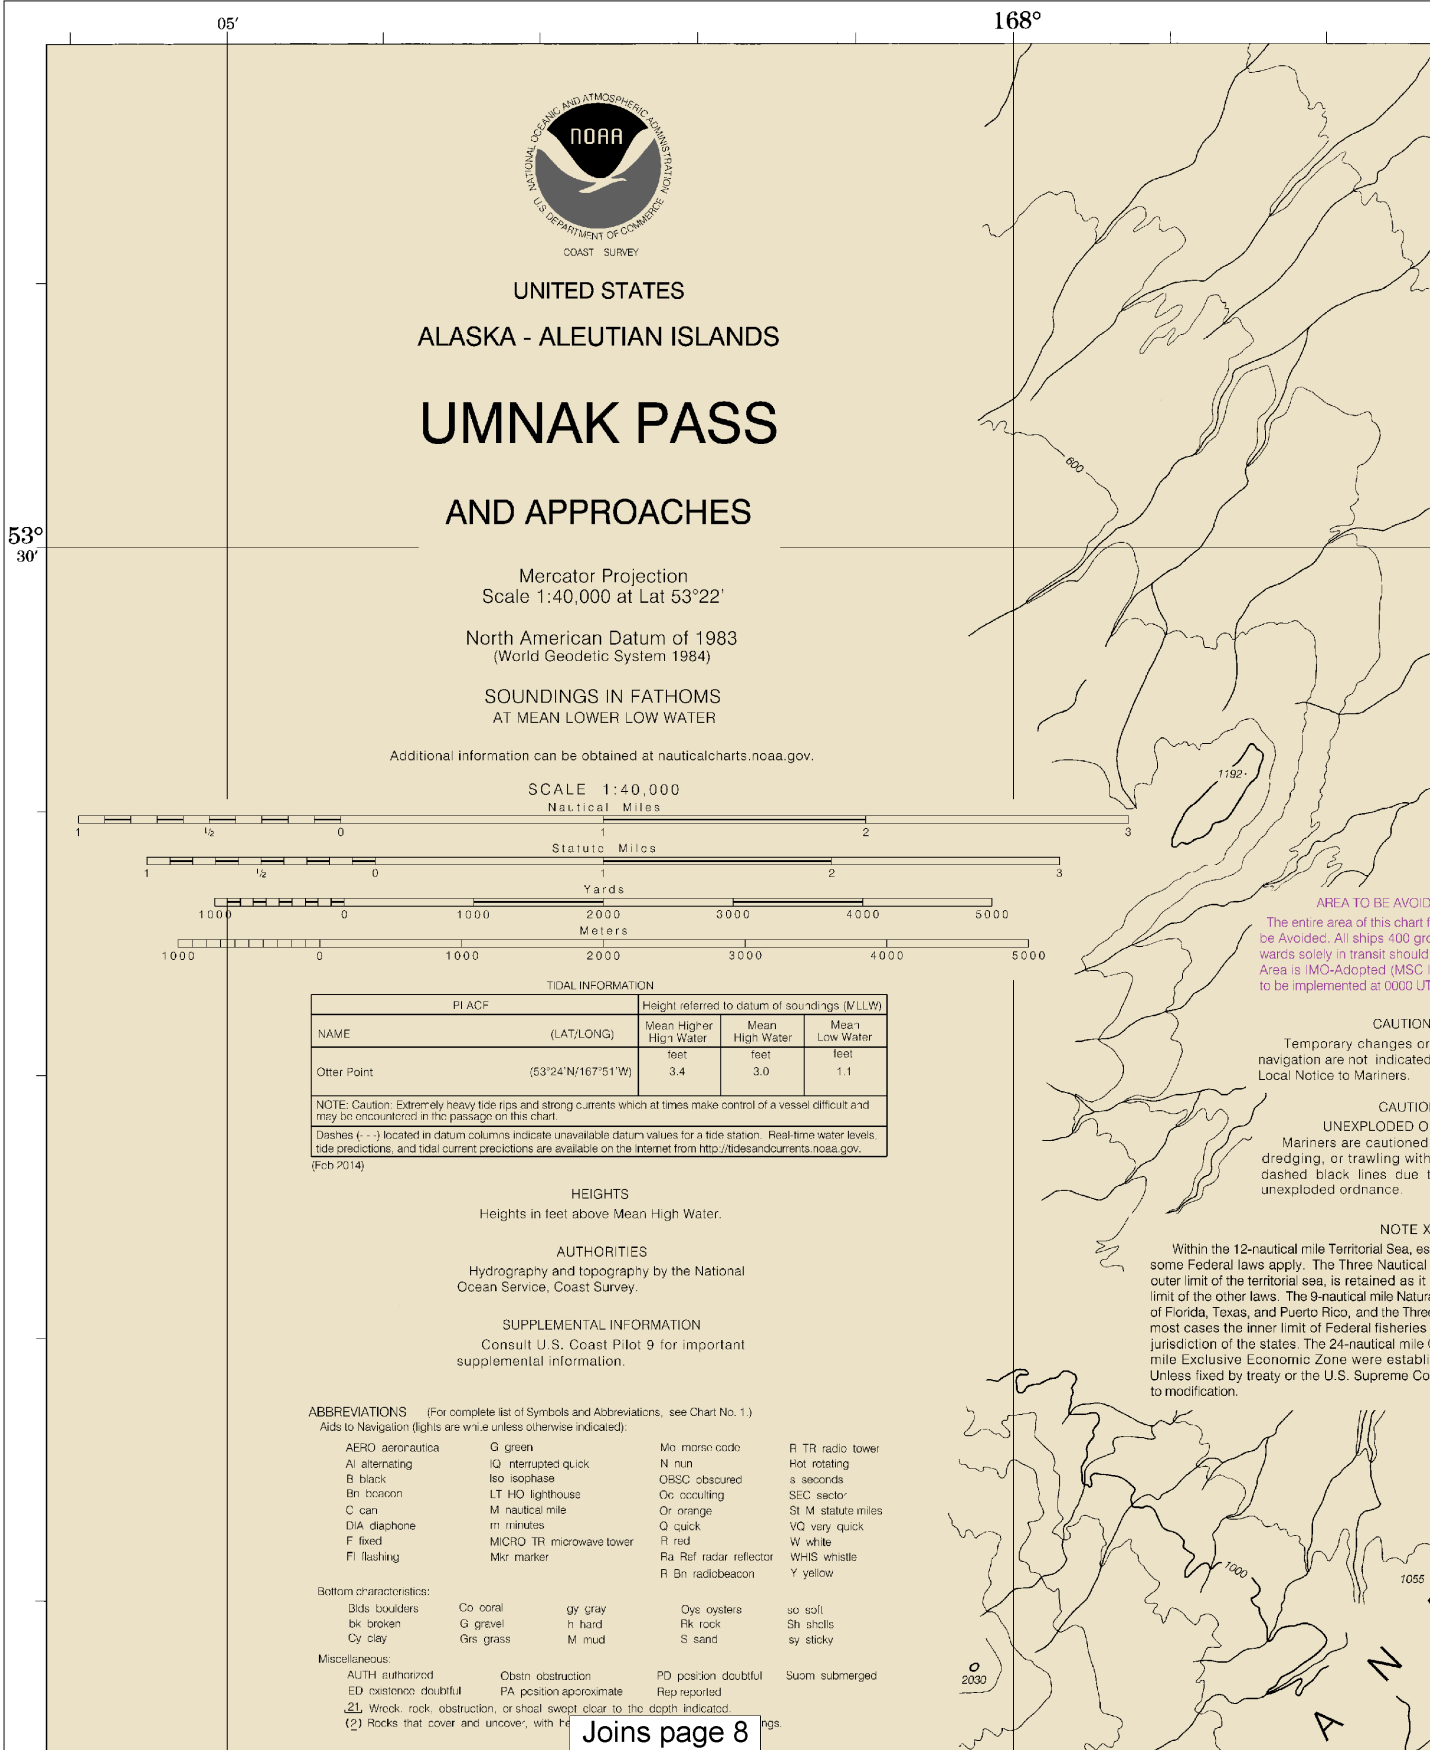 05'
168°
NATIONAL OCEANIC AND ATMOSPHERIC ADMINISTRATION
NOAA
U.S. DEPARTMENT OF COMMERCE
COAST SURVEY
UNITED STATES
ALASKA - ALEUTIAN ISLANDS
UMNAK PASS
AND APPROACHES
53°
30'
600
Mercator Projection
Scale 1:40,000 at Lat 53°22'
North American Datum of 1983
(World Geodetic System 1984)
SOUNDINGS IN FATHOMS
AT MEAN LOWER LOW WATER
Additional information can be obtained at nauticalcharts.noaa.gov.
1192
SCALE 1:40,000
Nautical Miles
1 1/2 0 1 2 3
Statute Miles
1 1/2 0 1 2 3
Yards
1000 0 1000 2000 3000 4000 5000
Meters
1000 0 1000 2000 3000 4000 5000
TIDAL INFORMATION
PLACE Height referred to datum of soundings (MLLW)
NAME (LAT/LONG) Mean Higher High Water Mean High Water Mean Low Water
feet feet feet
Otter Point (53°24'N/167°51'W) 3.4 3.0 1.1
NOTE: Caution: Extremely heavy tide rips and strong currents which at times make control of a vessel difficult and
may be encountered in the passage on this chart.
Dashes (- - -) located in datum columns indicate unavailable datum values for a tide station. Real-time water levels,
tide predictions, and tidal current predictions are available on the Internet from http://tidesandcurrents.noaa.gov.
(Feb 2014)
HEIGHTS
Heights in feet above Mean High Water.
AUTHORITIES
Hydrography and topography by the National
Ocean Service, Coast Survey.
SUPPLEMENTAL INFORMATION
Consult U.S. Coast Pilot 9 for important
supplemental information.
AREA TO BE AVOID
The entire area of this chart f
be Avoided. All ships 400 gro
wards solely in transit should
Area is IMO-Adopted (MSC
to be implemented at 0000 UT
CAUTION
Temporary changes or
navigation are not indicated
Local Notice to Mariners.
CAUTIO
UNEXPLODED O
Mariners are cautioned
dredging, or trawling with
dashed black lines due t
unexploded ordnance.
NOTE X
Within the 12-nautical mile Territorial Sea, es
some Federal laws apply. The Three Nautical
outer limit of the territorial sea, is retained as it
limit of the other laws. The 9-nautical mile Natura
of Florida, Texas, and Puerto Rico, and the Three
most cases the inner limit of Federal fisheries
jurisdiction of the states. The 24-nautical mile
mile Exclusive Economic Zone were establi
Unless fixed by treaty or the U.S. Supreme Co
to modification.
ABBREVIATIONS (For complete list of Symbols and Abbreviations, see Chart No. 1.)
Aids to Navigation (lights are white unless otherwise indicated):
AERO aeronautical G green Mo morse code R TR radio tower
Al alternating IQ interrupted quick N nun Rot rotating
B black Iso isophase OBSC obscured s seconds
Bn beacon LT HO lighthouse Oc occulting SEC sector
C can M nautical mile Or orange St M statute miles
DIA diaphone m minutes Q quick VQ very quick
F fixed MICRO TR microwave tower R red W white
Fl flashing Mkr marker Ra Ref radar reflector WHIS whistle
R Bn radiobeacon Y yellow
Bottom characteristics:
Blds boulders Co coral gy gray Oys oysters so soft
bk broken G gravel h hard Rk rock Sh shells
Cy clay Grs grass M mud S sand sy sticky
Miscellaneous:
AUTH authorized Obstn obstruction PD position doubtful Subm submerged
ED existence doubtful PA position approximate Rep reported
21, Wreck, rock, obstruction, or shoal swept clear to the depth indicated.
(2) Rocks that cover and uncover, with he ngs.
1000
1055
2030
A N
Joins page 8